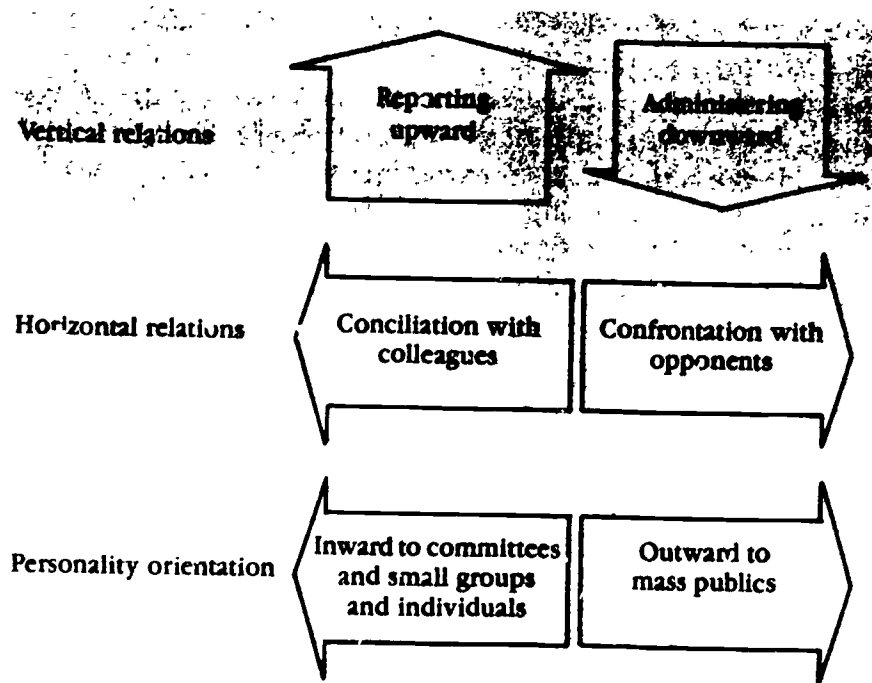 Vertical relations
Reporting
upward
Administering
downward
Horizontal relations
Conciliation with
colleagues
Confrontation with
opponents
Personality orientation
Inward to committees
and small groups
and individuals
Outward to
mass publics